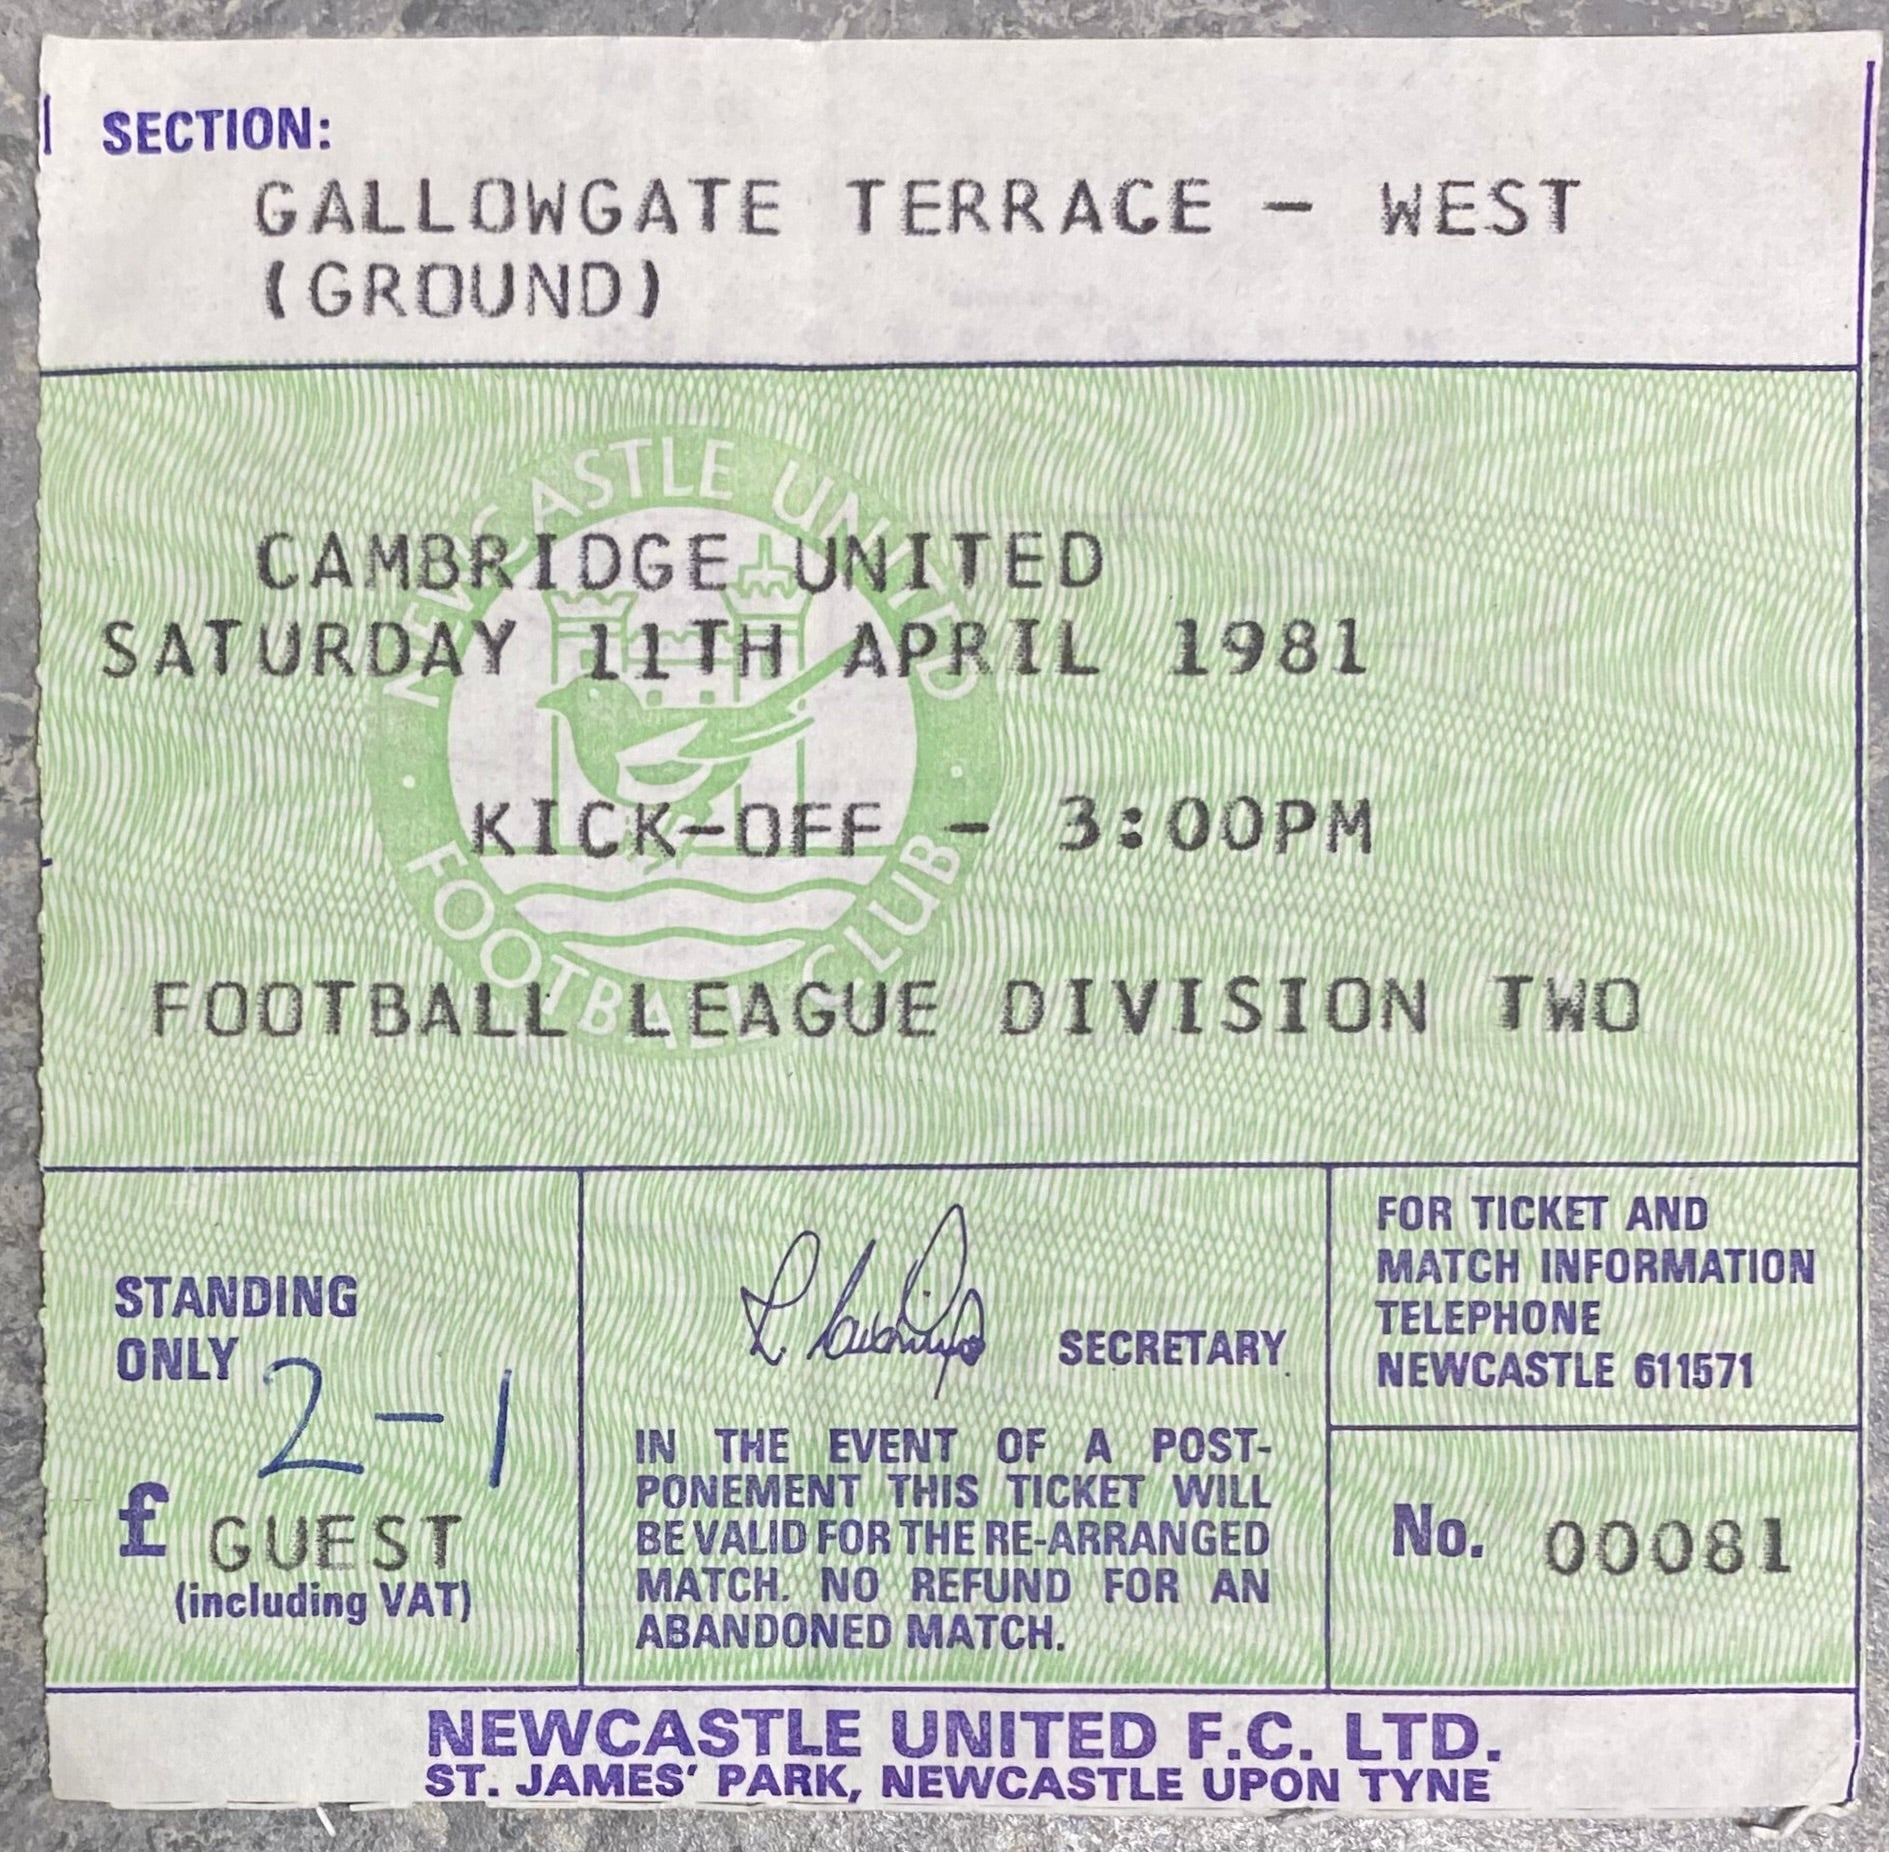 SECTION:
GALLOWGATE TERRACE - WEST
(GROUND)
NEWCASTLE UNITED
FOOTBALL CLUB
CAMBRIDGE UNITED
SATURDAY 11TH APRIL 1981
KICK-OFF - 3:00PM
FOOTBALL LEAGUE DIVISION TWO
STANDING
ONLY
2-1
£ GUEST
(including VAT)
SECRETARY
IN THE EVENT OF A POST-
PONEMENT THIS TICKET WILL
BE VALID FOR THE RE-ARRANGED
MATCH. NO REFUND FOR AN
ABANDONED MATCH.
FOR TICKET AND
MATCH INFORMATION
TELEPHONE
NEWCASTLE 611571
No. 00081
NEWCASTLE UNITED F.C. LTD.
ST. JAMES' PARK, NEWCASTLE UPON TYNE